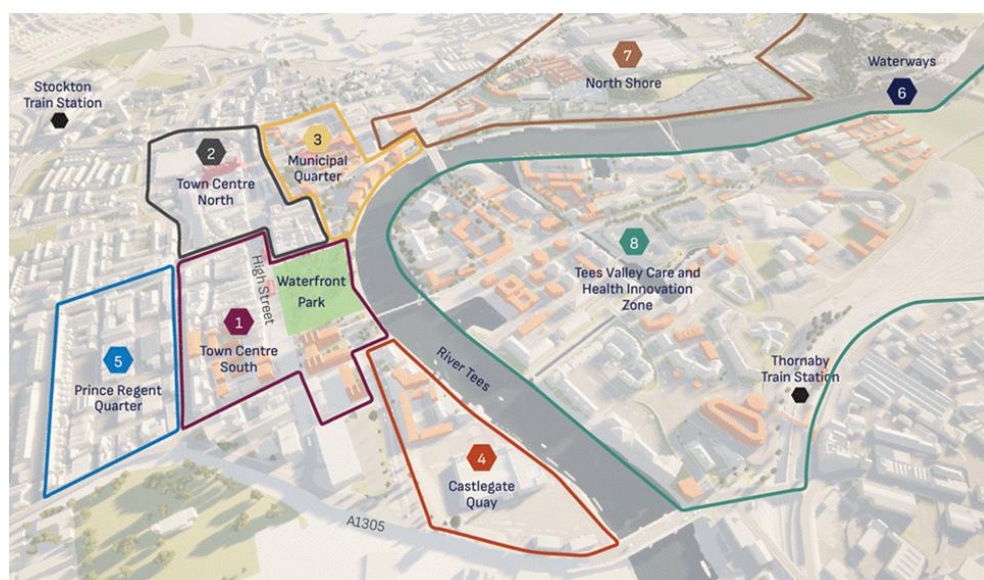 7
North Shore
Waterways
6
Stockton
Train Station
2
Town Centre
North
3
Municipal
Quarter
8
Tees Valley Care and
Health Innovation
Zone
High Street
Waterfront
Park
1
Town Centre
South
5
Prince Regent
Quarter
River Tees
Thornaby
Train Station
4
Castlegate
Quay
A1305